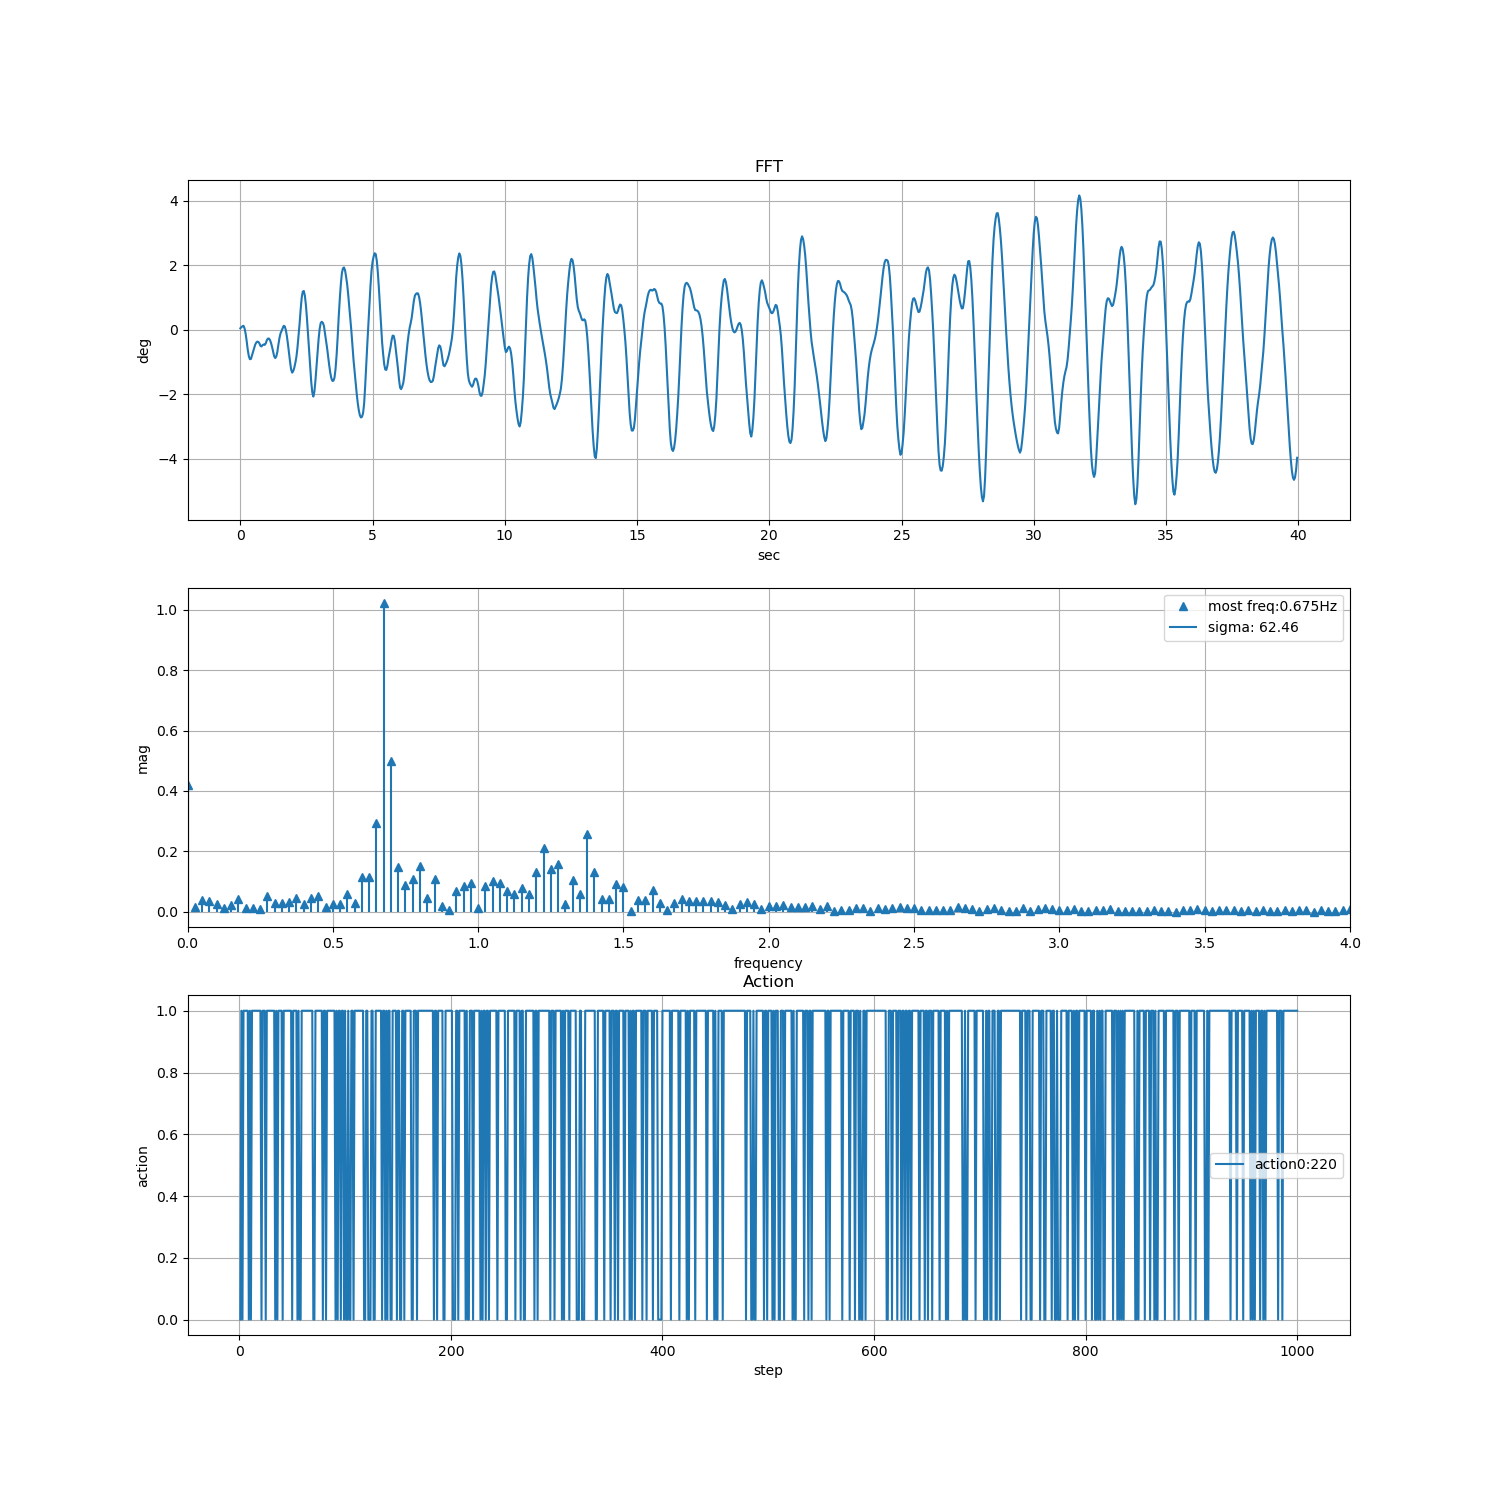 FFT
4
2
0
−2
−4
deg
0 5 10 15 20 25 30 35 40
sec
1.0
0.8
0.6
0.4
0.2
0.0
mag
most freq:0.675Hz
sigma: 62.46
0.0 0.5 1.0 1.5 2.0 2.5 3.0 3.5 4.0
frequency
Action
1.0
0.8
0.6
0.4
0.2
0.0
action
action0:220
0 200 400 600 800 1000
step